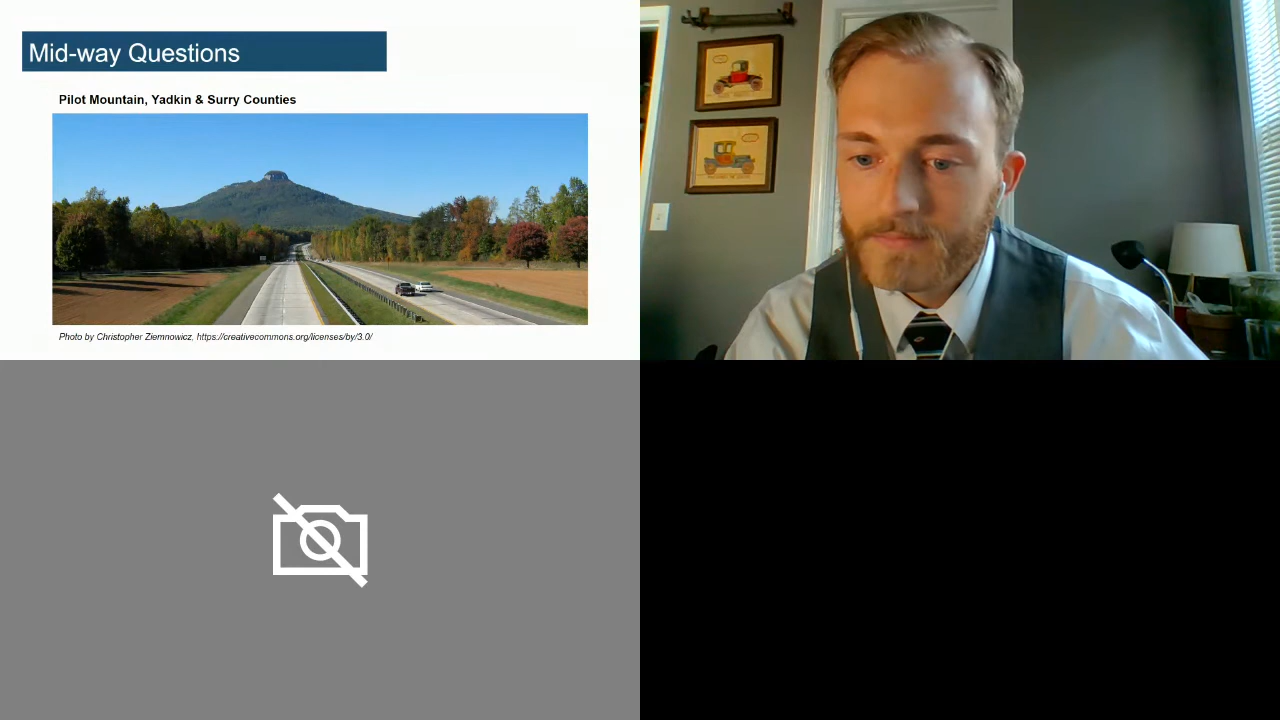 Mid-way Questions
Pilot Mountain, Yadkin & Surry Counties
Photo by Christopher Ziemnowicz, https://creativecommons.org/licenses/by/3.0/